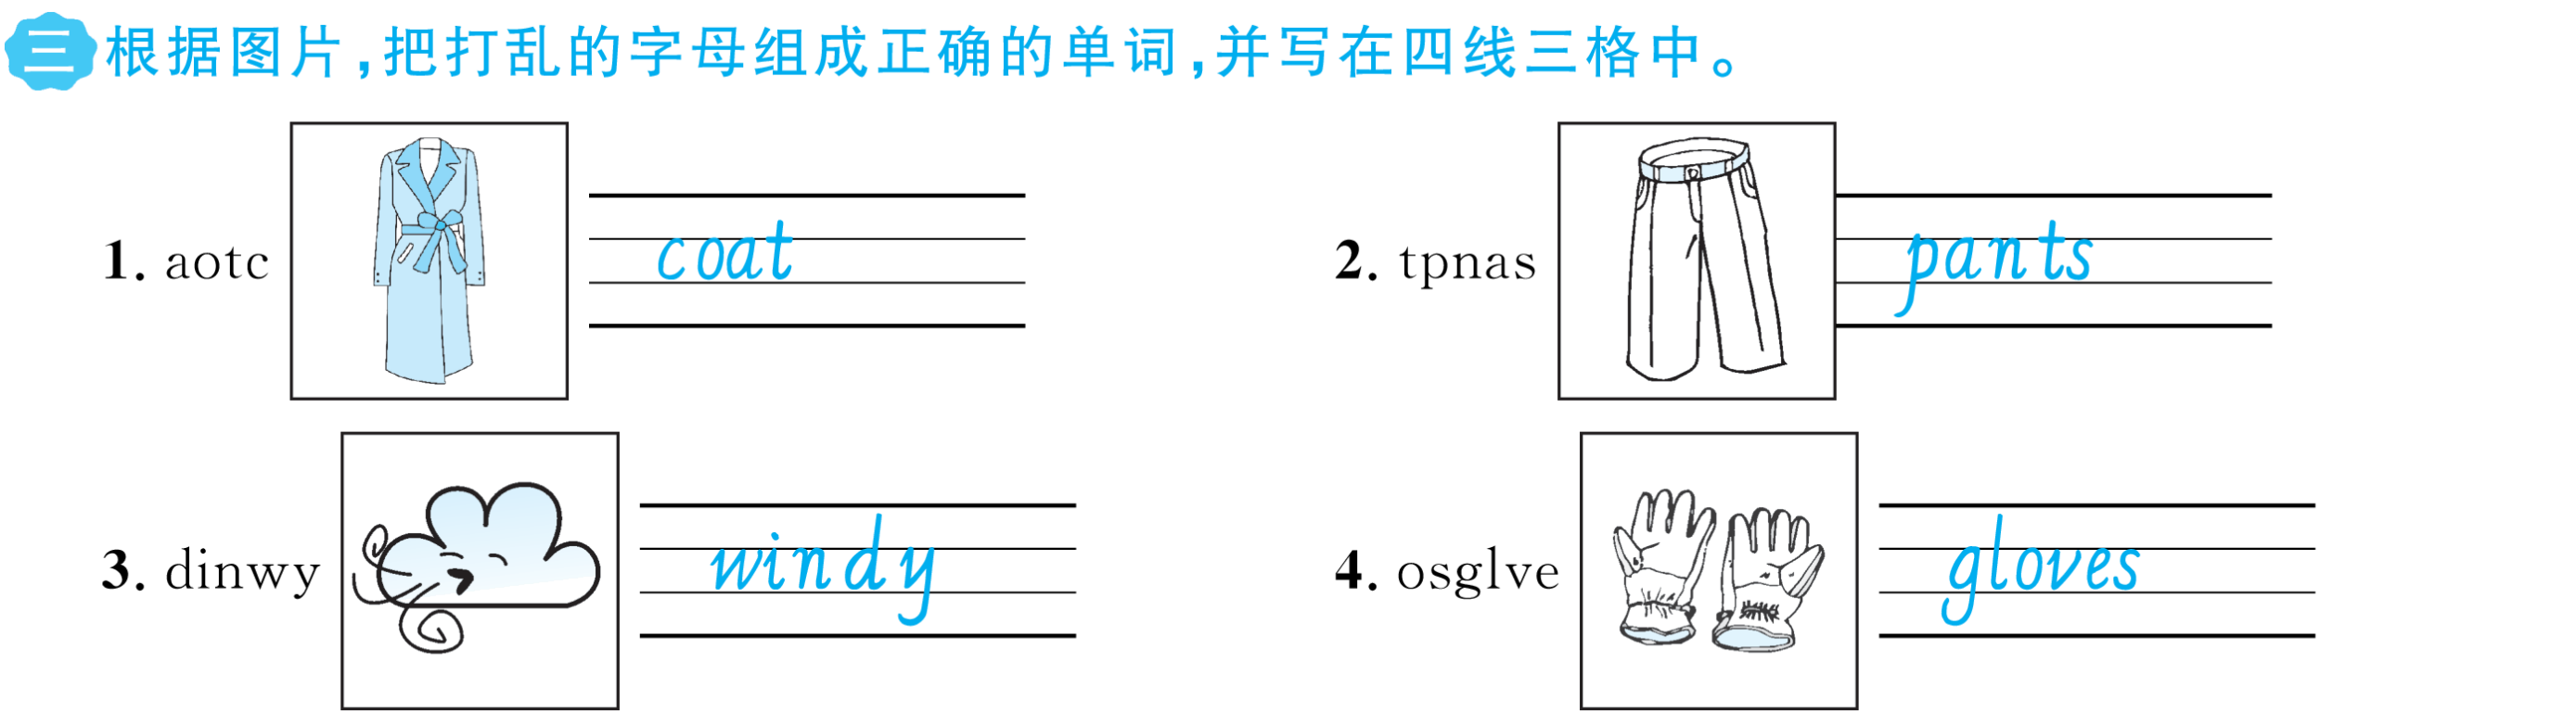 三 根据图片,把打乱的字母组成正确的单词,并写在四线三格中。
1. aotc coat
2. tpnas pants
3. dinwy windy
4. osglve gloves